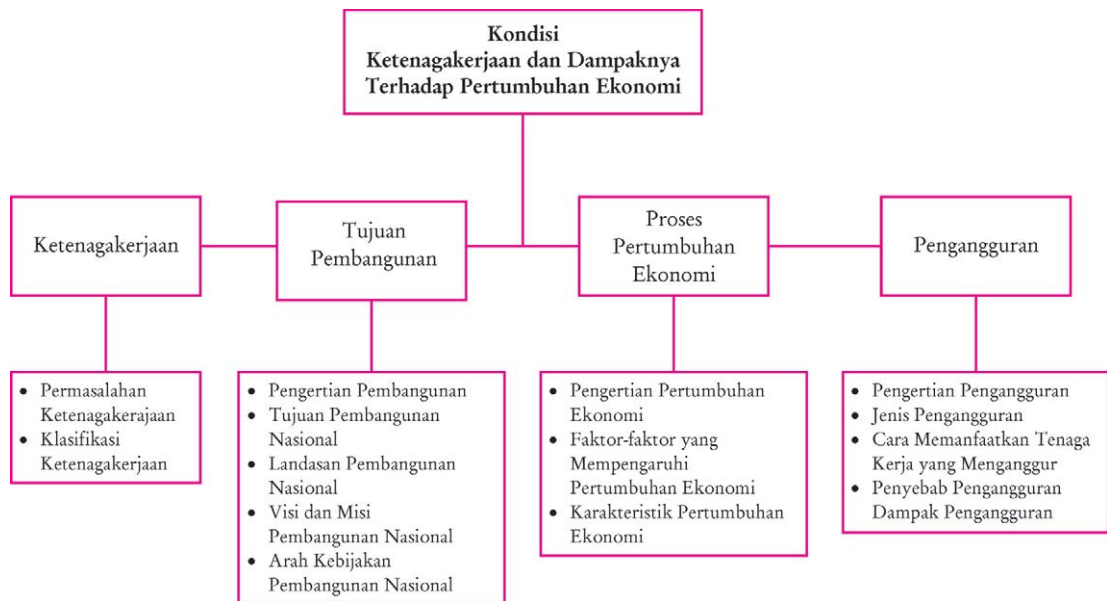 Kondisi
Ketenagakerjaan dan Dampaknya
Terhadap Pertumbuhan Ekonomi
Ketenagakerjaan
Tujuan
Pembangunan
Proses
Pertumbuhan
Ekonomi
Pengangguran
• Permasalahan
Ketenagakerajaan
• Klasifikasi
Ketenagakerjaan
• Pengertian Pembangunan
• Tujuan Pembangunan
Nasional
• Landasan Pembangunan
Nasional
• Visi dan Misi
Pembangunan Nasional
• Arah Kebijakan
Pembangunan Nasional
• Pengertian Pertumbuhan
Ekonomi
• Faktor-faktor yang
Mempengaruhi
Pertumbuhan Ekonomi
• Karakteristik Pertumbuhan
Ekonomi
• Pengertian Pengangguran
• Jenis Pengangguran
• Cara Memanfaatkan Tenaga
Kerja yang Menganggur
• Penyebab Pengangguran
Dampak Pengangguran